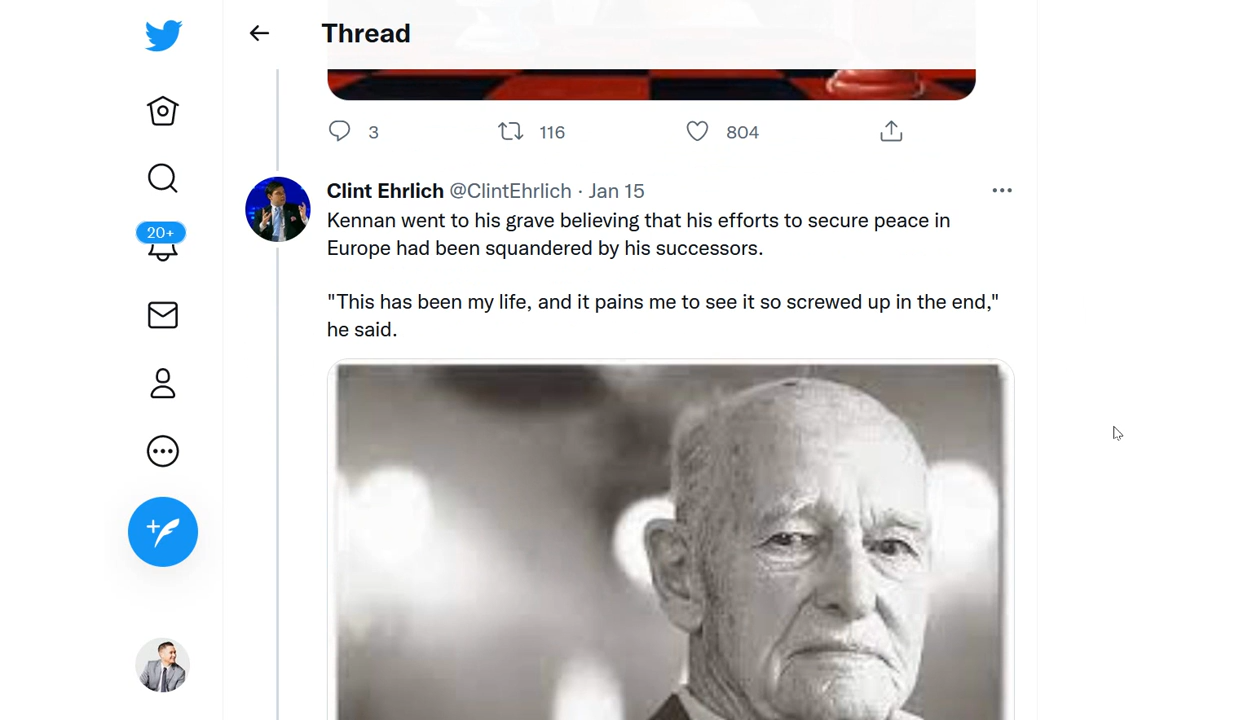 Thread
3 116 804
Clint Ehrlich @ClintEhrlich · Jan 15
Kennan went to his grave believing that his efforts to secure peace in
Europe had been squandered by his successors.
"This has been my life, and it pains me to see it so screwed up in the end,"
he said.
20+